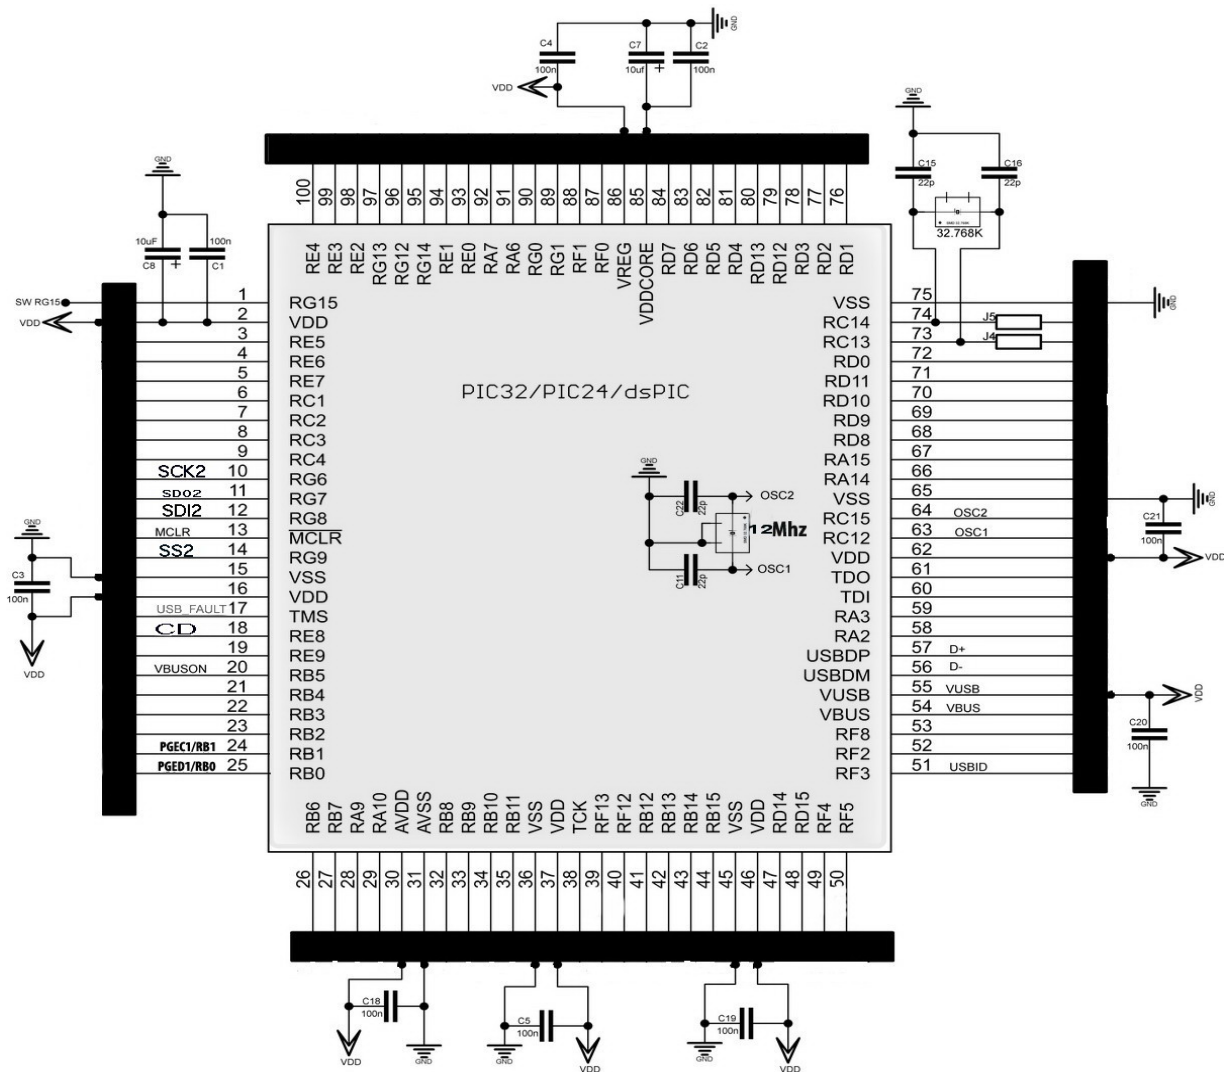 GND
C4
100n
C7
10uf
+
C2
100n
VDD
GND
C15
22p
C16
22p
32.768K
GND
10uF
C8
+
100n
C1
100 99 98 97 96 95 94 93 92 91 90 89 88 87 86 85 84 83 82 81 80 79 78 77 76
RE4 RE3 RE2 RG13 RG12 RG14 RE1 RE0 RA7 RA6 RG0 RG1 RF1 RF0 VREG VDDCORE RD7 RD6 RD5 RD4 RD13 RD12 RD3 RD2 RD1
PIC32/PIC24/dsPIC
SW RG15 1 RG15
VDD 2 VDD
3 RE5
4 RE6
5 RE7
6 RC1
7 RC2
8 RC3
9 RC4
SCK2 10 RG6
SDO2 11 RG7
SDI2 12 RG8
MCLR 13 MCLR
SS2 14 RG9
15 VSS
16 VDD
USB_FAULT 17 TMS
CD 18 RE8
19 RE9
VBUSON 20 RB5
21 RB4
22 RB3
23 RB2
PGEC1/RB1 24 RB1
PGED1/RB0 25 RB0
GND
C3
100n
VDD
GND
C22
22p
OSC2
12Mhz
C11
22p
OSC1
VSS 75 GND
RC14 74 J5
RC13 73 J4
RD0 72
RD11 71
RD10 70
RD9 69
RD8 68
RA15 67
RA14 66
VSS 65 GND
RC15 64 OSC2
RC12 63 OSC1
VDD 62 VDD
TDO 61
TDI 60
RA3 59
RA2 58
USBDP 57 D+
USBDM 56 D-
VUSB 55 VUSB
VBUS 54 VBUS
RF8 53
RF2 52
RF3 51 USBID
C21
100n
VDD
C20
100n
GND
RB6 RB7 RA9 RA10 AVDD AVSS RB8 RB9 RB10 RB11 VSS VDD TCK RF13 RF12 RB12 RB13 RB14 RB15 VSS VDD RD14 RD15 RF4 RF5
26 27 28 29 30 31 32 33 34 35 36 37 38 39 40 41 42 43 44 45 46 47 48 49 50
C18
100n
VDD
GND
C5
100n
GND
VDD
C19
100n
GND
VDD